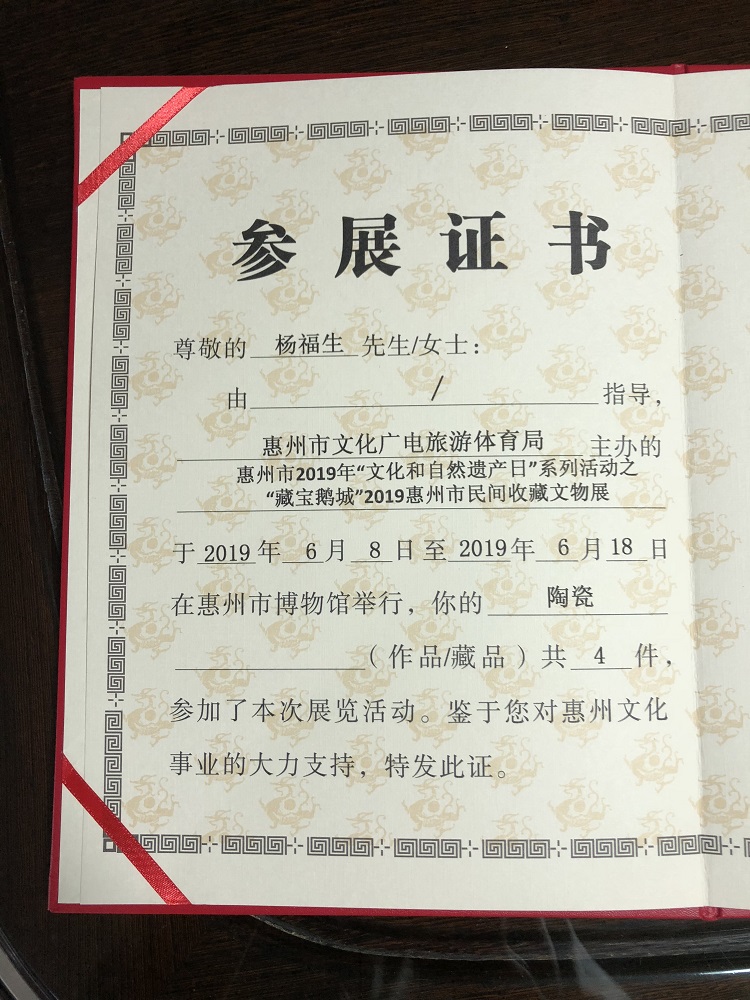 参展证书
尊敬的 杨福生 先生/女士：
由 / 指导，
惠州市文化广电旅游体育局 主办的
惠州市2019年“文化和自然遗产日”系列活动之
“藏宝鹅城”2019惠州市民间收藏文物展
于 2019 年 6 月 8 日至 2019 年 6 月 18 日
在惠州市博物馆举行，你的 陶瓷
（作品/藏品）共 4 件，
参加了本次展览活动。鉴于您对惠州文化
事业的大力支持，特发此证。